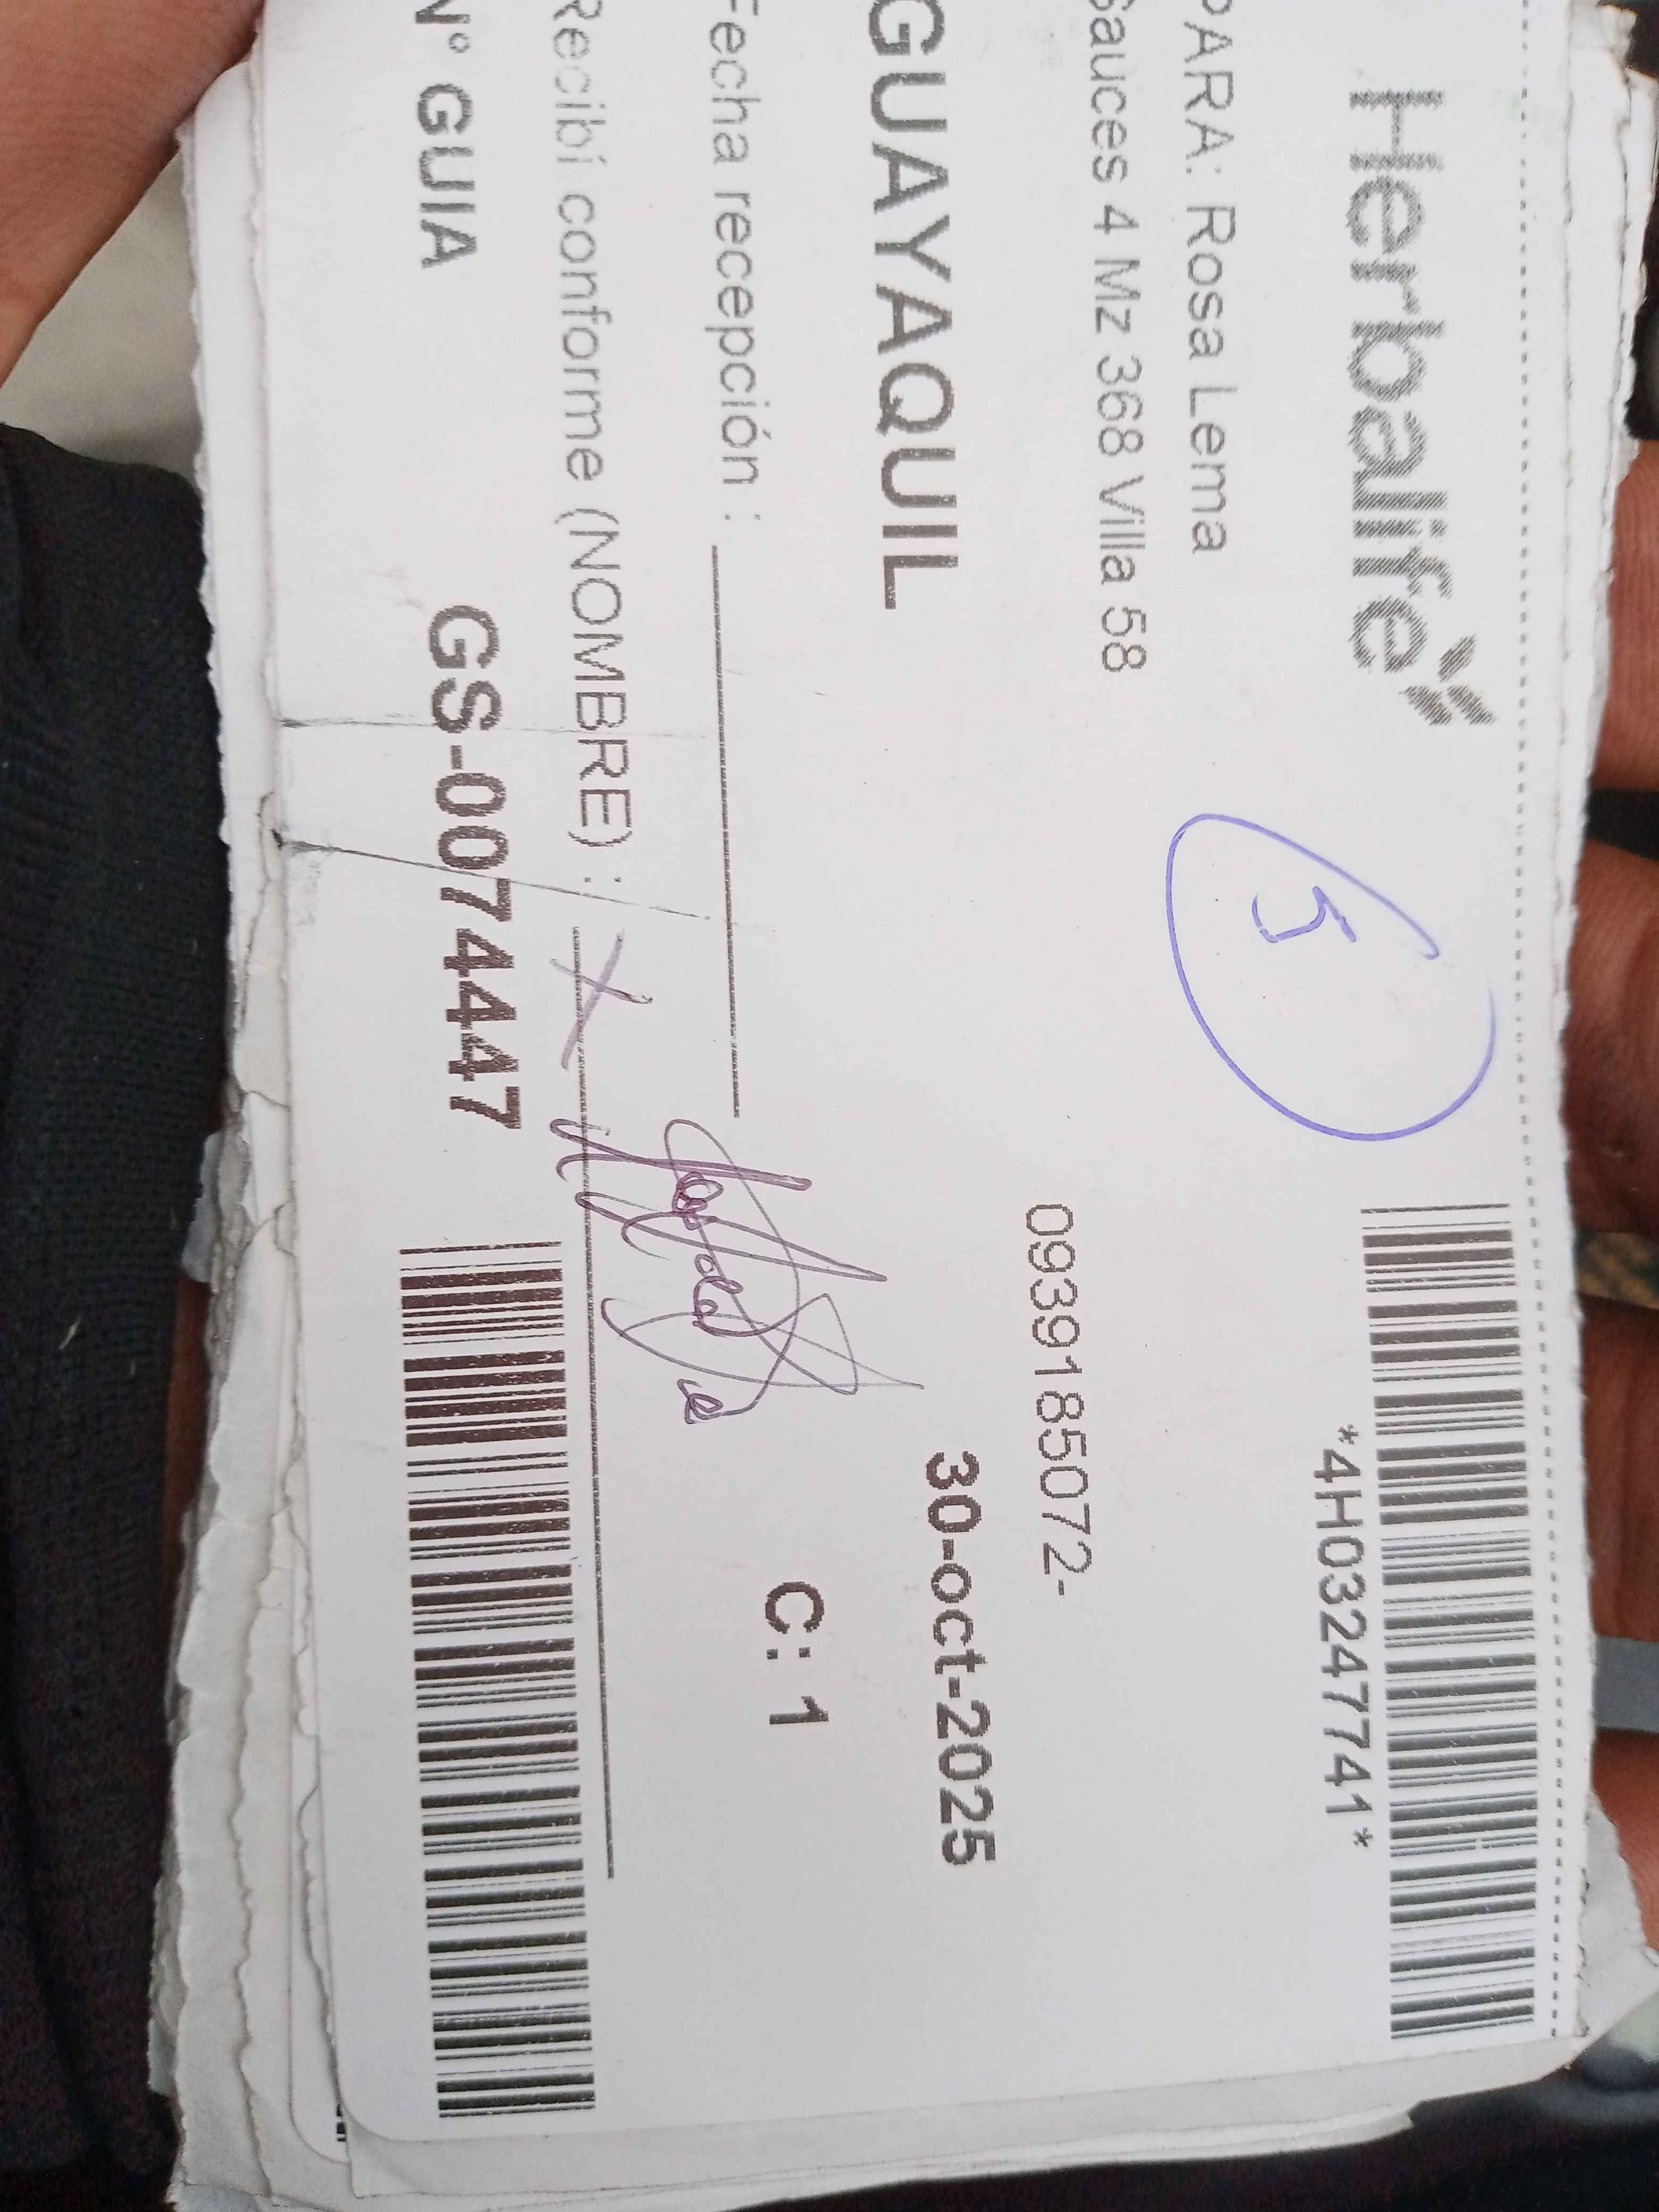 Herbalife
*4H03247741*
5
PARA: Rosa Lema
Sauces 4 Mz 368 Villa 58
0939185072-
GUAYAQUIL
30-oct-2025
Fecha recepción :
C: 1
Recibí conforme (NOMBRE) : X
N° GUIA
GS-0074447